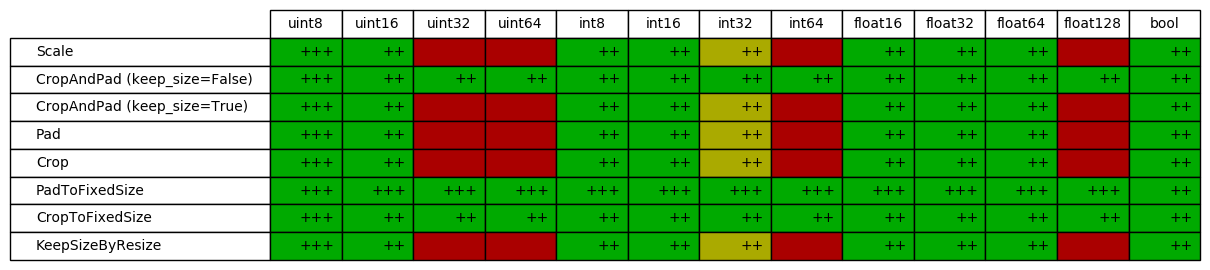 uint8 uint16 uint32 uint64 int8 int16 int32 int64 float16 float32 float64 float128 bool
Scale +++ ++ ++ ++ ++ ++ ++ ++ ++
CropAndPad (keep_size=False) +++ ++ ++ ++ ++ ++ ++ ++ ++ ++ ++ ++ ++
CropAndPad (keep_size=True) +++ ++ ++ ++ ++ ++ ++ ++ ++
Pad +++ ++ ++ ++ ++ ++ ++ ++ ++
Crop +++ ++ ++ ++ ++ ++ ++ ++ ++
PadToFixedSize +++ +++ +++ +++ +++ +++ +++ +++ +++ +++ +++ +++ ++
CropToFixedSize +++ ++ ++ ++ ++ ++ ++ ++ ++ ++ ++ ++ ++
KeepSizeByResize +++ ++ ++ ++ ++ ++ ++ ++ ++